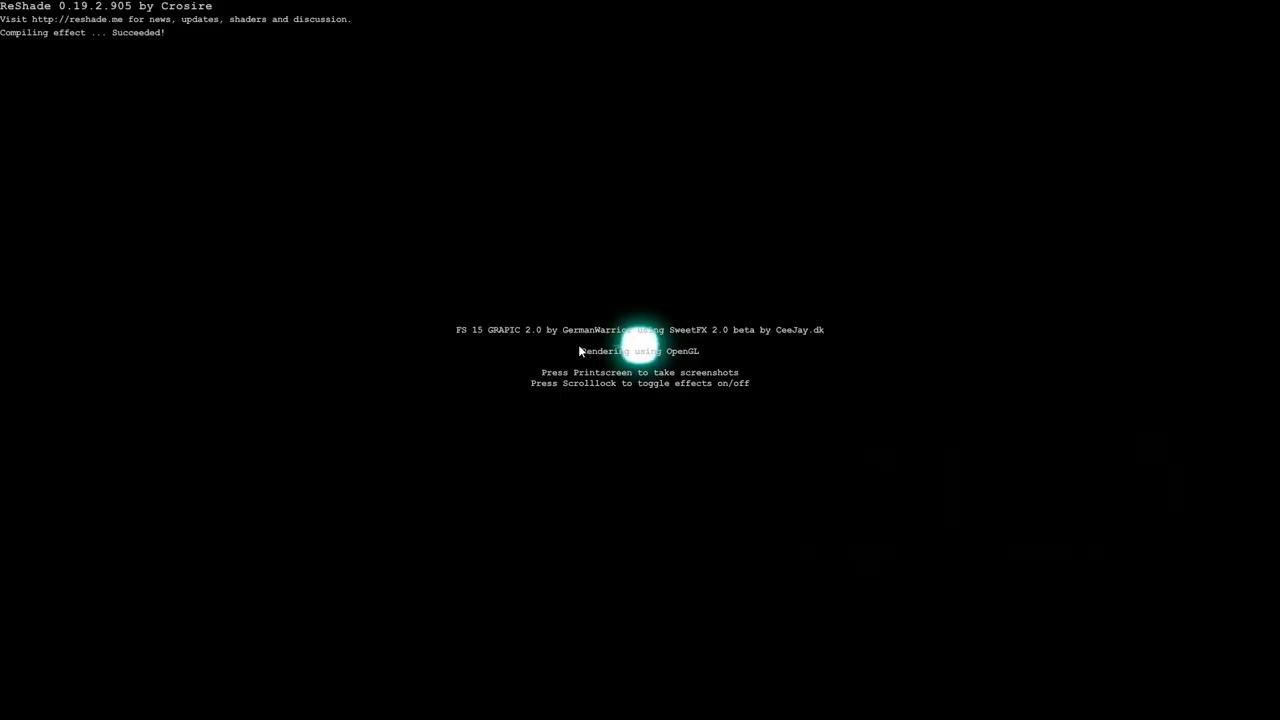 ReShade 0.19.2.905 by Crosire
Visit http://reshade.me for news, updates, shaders and discussion.
Compiling effect ... Succeeded!
FS 15 GRAPIC 2.0 by GermanWarrior using SweetFX 2.0 beta by CeeJay.dk
Rendering using OpenGL
Press Printscreen to take screenshots
Press Scrolllock to toggle effects on/off